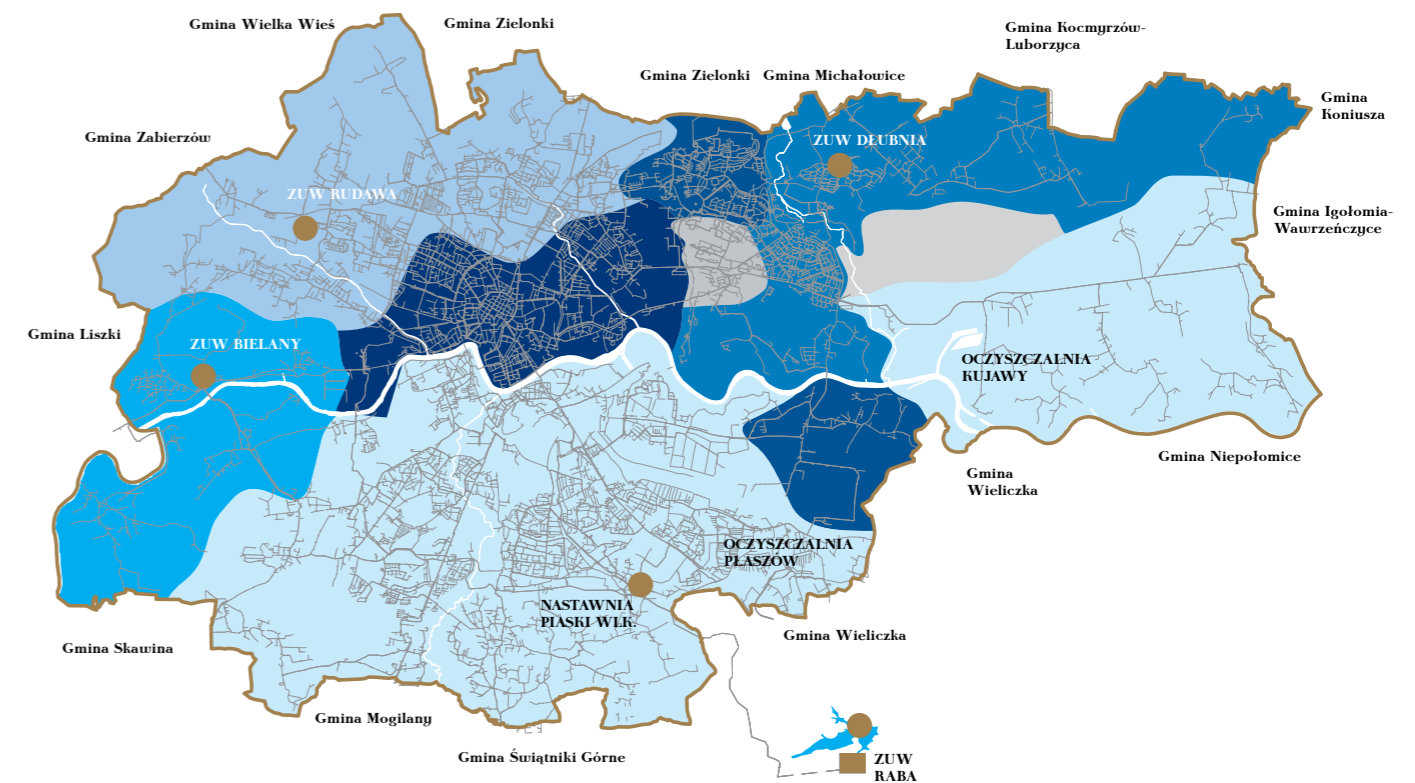 Gmina Wielka Wieś
Gmina Zielonki
Gmina Kocmyrzów-
Luborzyca
Gmina Zielonki
Gmina Michałowice
Gmina
Koniusza
Gmina Zabierzów
ZUW DŁUBNIA
ZUW RUDAWA
Gmina Igołomia-
Wawrzeńczyce
Gmina Liszki
ZUW BIELANY
OCZYSZCZALNIA
KUJAWY
Gmina Niepołomice
Gmina
Wieliczka
OCZYSZCZALNIA
PŁASZÓW
NASTAWNIA
PIASKI WLK.
Gmina Wieliczka
Gmina Skawina
Gmina Mogilany
Gmina Świątniki Górne
ZUW
RABA